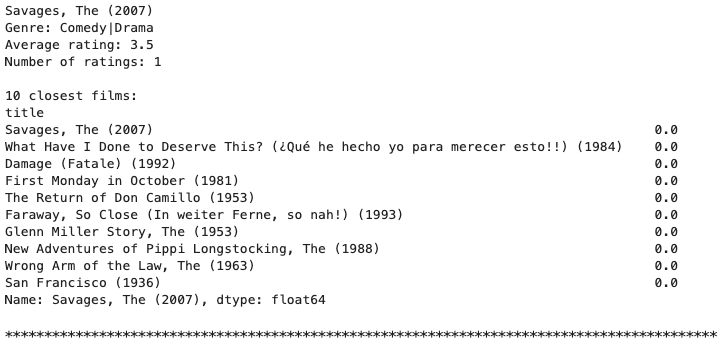 Savages, The (2007)
Genre: Comedy|Drama
Average rating: 3.5
Number of ratings: 1
10 closest films:
title
Savages, The (2007) 0.0
What Have I Done to Deserve This? (¿Qué he hecho yo para merecer esto!!) (1984) 0.0
Damage (Fatale) (1992) 0.0
First Monday in October (1981) 0.0
The Return of Don Camillo (1953) 0.0
Faraway, So Close (In weiter Ferne, so nah!) (1993) 0.0
Glenn Miller Story, The (1953) 0.0
New Adventures of Pippi Longstocking, The (1988) 0.0
Wrong Arm of the Law, The (1963) 0.0
San Francisco (1936) 0.0
Name: Savages, The (2007), dtype: float64
*******************************************************************************************